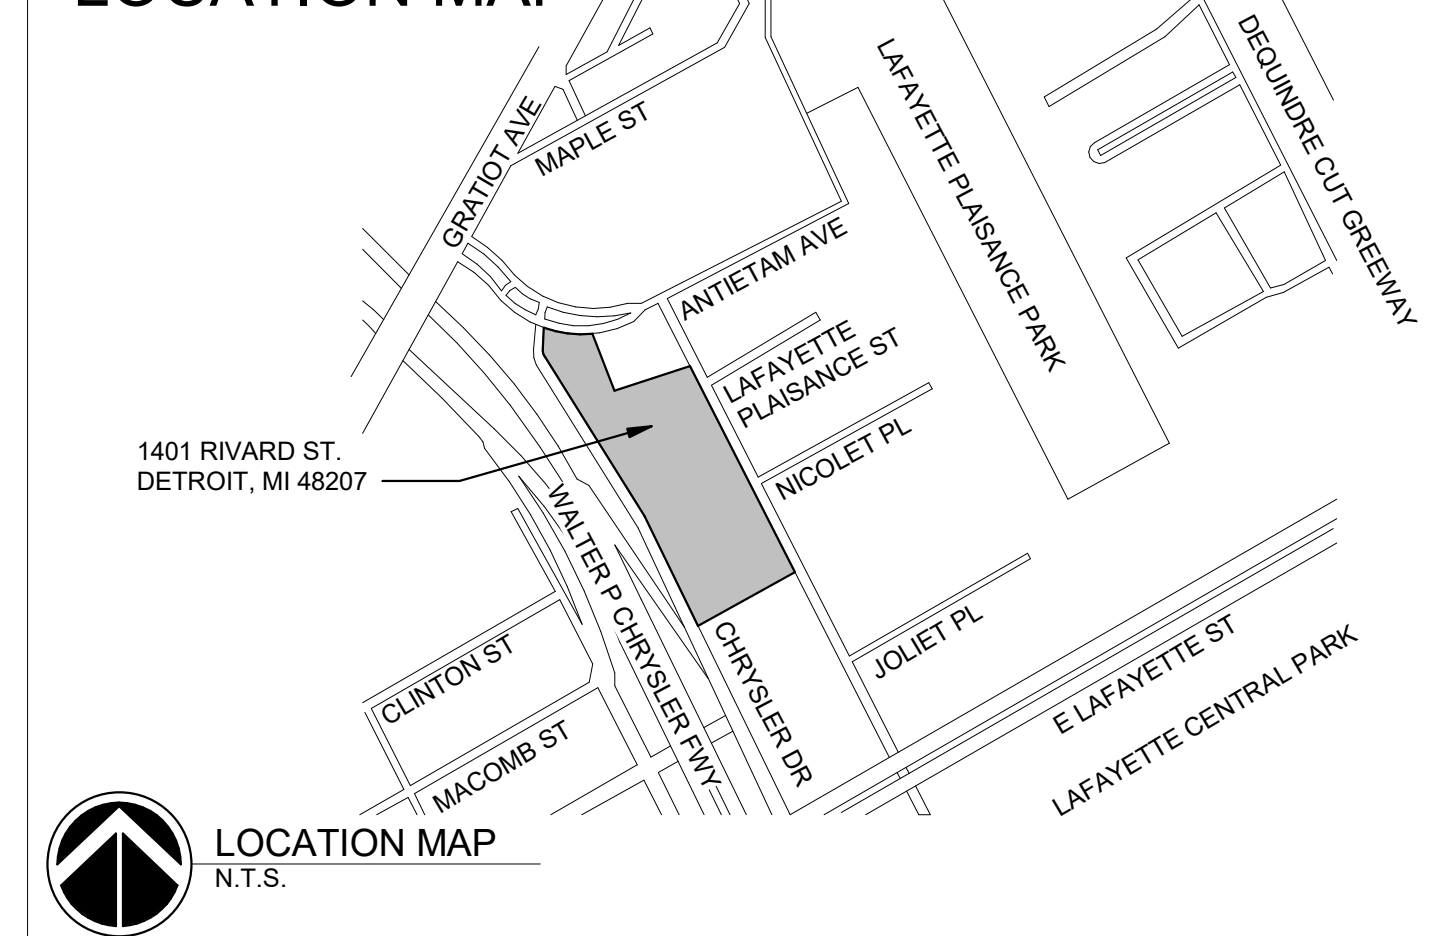 LOCATION MAP
GRATIOT AVE
MAPLE ST
LAFAYETTE PLAISANCE PARK
DEQUINDRE CUT GREEWAY
ANTIETAM AVE
LAFAYETTE
PLAISANCE ST
NICOLET PL
1401 RIVARD ST.
DETROIT, MI 48207
WALTER P CHRYSLER FWY
CHRYSLER DR
JOLIET PL
E LAFAYETTE ST
LAFAYETTE CENTRAL PARK
CLINTON ST
MACOMB ST
LOCATION MAP
N.T.S.